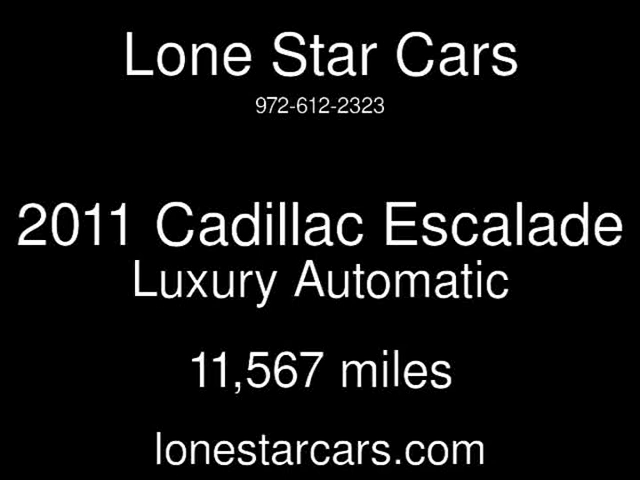 Lone Star Cars
972-612-2323
2011 Cadillac Escalade
Luxury Automatic
11,567 miles
lonestarcars.com